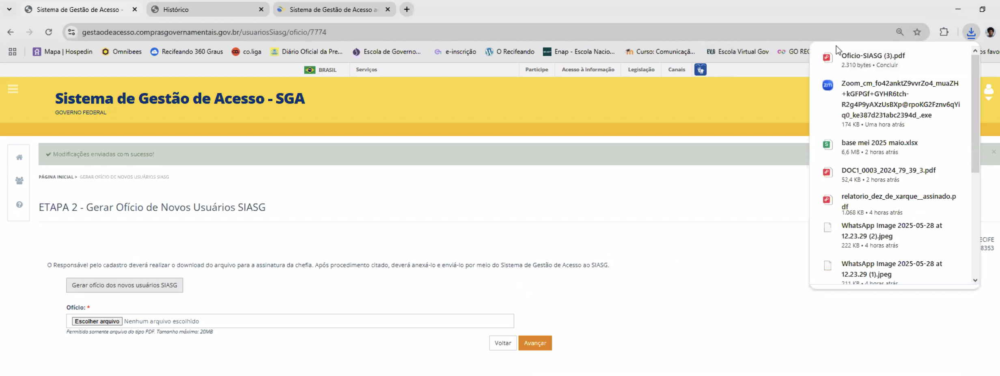 Sistema de Gestão de Acesso -
Histórico
Sistema de Gestão de Acesso a
gestaodeacesso.comprasgovernamentais.gov.br/usuariosSiasg/oficio/7774
Mapa | Hospedin
Omnibees
Recifeando 360 Graus
co.liga
Diário Oficial da Pre...
Escola de Governo...
e-inscrição
O Recifeando
Enap - Escola Nacio...
Curso: Comunicaçã...
EV.G Escola Virtual Gov
GO REC
os favo
BRASIL
Serviços
Participe
Acesso à informação
Legislação
Canais
Sistema de Gestão de Acesso - SGA
GOVERNO FEDERAL
Modificações enviadas com sucesso!
PÁGINA INICIAL > GERAR OFÍCIO DE NOVOS USUÁRIOS SIASG
ETAPA 2 - Gerar Ofício de Novos Usuários SIASG
ECIFE
8353
O Responsável pelo cadastro deverá realizar o download do arquivo para a assinatura da chefia. Após procedimento citado, deverá anexá-lo e enviá-lo por meio do Sistema de Gestão de Acesso ao SIASG.
Gerar ofício dos novos usuários SIASG
Ofício: *
Escolher arquivo Nenhum arquivo escolhido
Permitido somente arquivo do tipo PDF. Tamanho máximo: 20MB
Voltar
Avançar
Oficio-SIASG (3).pdf
2.310 bytes • Concluir
zm
Zoom_cm_fo42anktZ9vvrZo4_muaZH
+kGFPGf+GYHR6tch-
R2g4P9yAXzUsBXp@rpoKG2Fznv6qYi
q0_ke387d231abc2394d_.exe
174 KB • Uma hora atrás
S
base mei 2025 maio.xlsx
6,6 MB • 2 horas atrás
DOC1_0003_2024_79_39_3.pdf
52,4 KB • 2 horas atrás
relatorio_dez_de_xarque__assinado.p
df
1.068 KB • 4 horas atrás
WhatsApp Image 2025-05-28 at
12.23.29 (2).jpeg
222 KB • 4 horas atrás
WhatsApp Image 2025-05-28 at
12.23.29 (1).jpeg
211 KB • 4 horas atrás